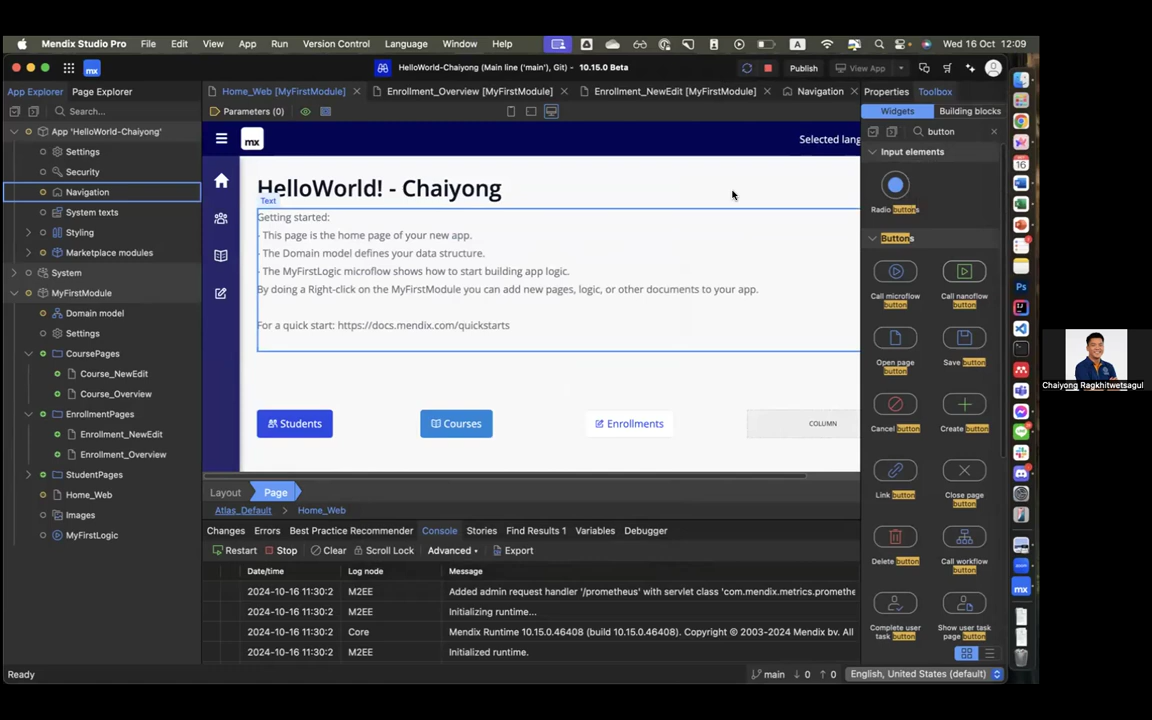 Mendix Studio Pro File Edit View App Run Version Control Language Window Help A Wed 16 Oct 12:09
mx HelloWorld-Chaiyong (Main line ('main'), Git) - 10.15.0 Beta Publish View App
App Explorer Page Explorer
Home_Web [MyFirstModule] Enrollment_Overview [MyFirstModule] Enrollment_NewEdit [MyFirstModule] Navigation
Properties Toolbox
Search...
Parameters (0)
Widgets Building blocks
App 'HelloWorld-Chaiyong'
Settings
Security
Navigation
System texts
Styling
Marketplace modules
System
MyFirstModule
Domain model
Settings
CoursePages
Course_NewEdit
Course_Overview
EnrollmentPages
Enrollment_NewEdit
Enrollment_Overview
StudentPages
Home_Web
Images
MyFirstLogic
mx Selected lang
HelloWorld! - Chaiyong
Text
Getting started:
- This page is the home page of your new app.
- The Domain model defines your data structure.
- The MyFirstLogic microflow shows how to start building app logic.
By doing a Right-click on the MyFirstModule you can add new pages, logic, or other documents to your app.
For a quick start: https://docs.mendix.com/quickstarts
Students Courses Enrollments COLUMN
Layout Page
Atlas_Default > Home_Web
Changes Errors Best Practice Recommender Console Stories Find Results 1 Variables Debugger
Restart Stop Clear Scroll Lock Advanced Export
Date/time Log node Message
2024-10-16 11:30:2 M2EE Added admin request handler '/prometheus' with servlet class 'com.mendix.metrics.promethe
2024-10-16 11:30:2 M2EE Initializing runtime...
2024-10-16 11:30:2 Core Mendix Runtime 10.15.0.46408 (build 10.15.0.46408). Copyright © 2003-2024 Mendix bv. All
2024-10-16 11:30:2 M2EE Initialized runtime.
button
Input elements
Radio buttons
Buttons
Call microflow button
Call nanoflow button
Open page button
Save button
Cancel button
Create button
Link button
Close page button
Delete button
Call workflow button
Complete user task button
Show user task page button
Ready main 0 0 English, United States (default)
16
mx
Ps
Chaiyong Ragkhitwetsagul